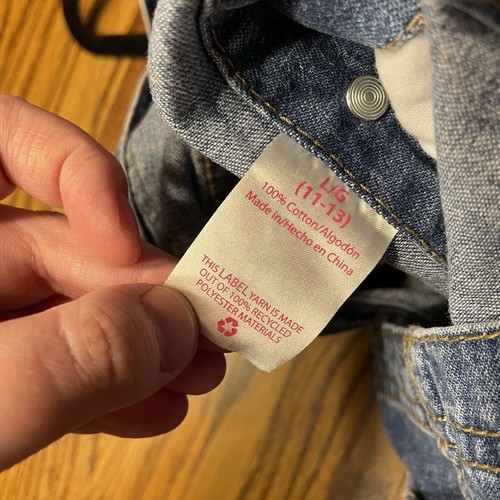 L/G
(11-13)
100% Cotton/Algodón
Made in/Hecho en China
THIS LABEL YARN IS MADE
OUT OF 100% RECYCLED
POLYESTER MATERIALS